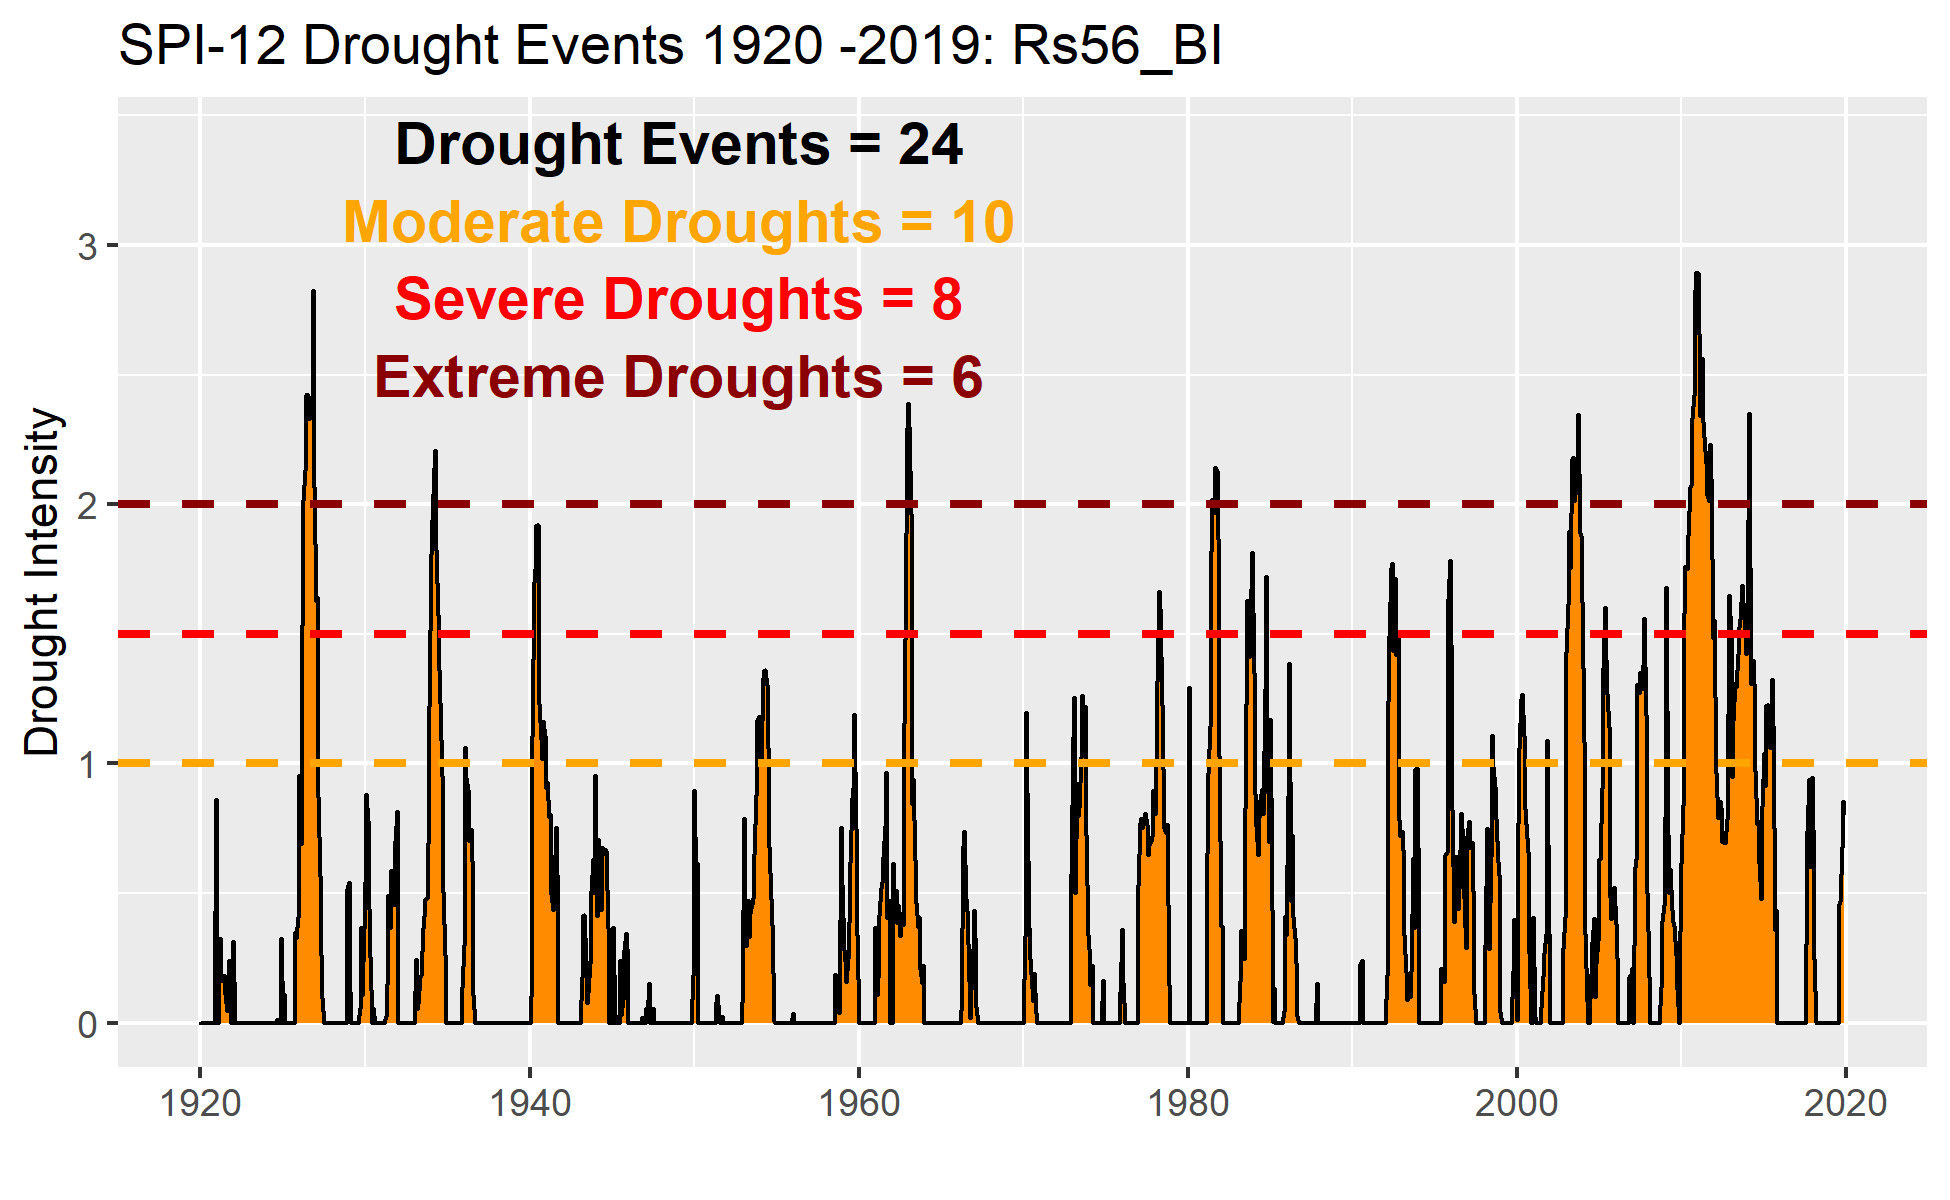 SPI-12 Drought Events 1920 -2019: Rs56_BI
Drought Events = 24
Moderate Droughts = 10
Severe Droughts = 8
Extreme Droughts = 6
Drought Intensity
3
2
1
0
1920 1940 1960 1980 2000 2020